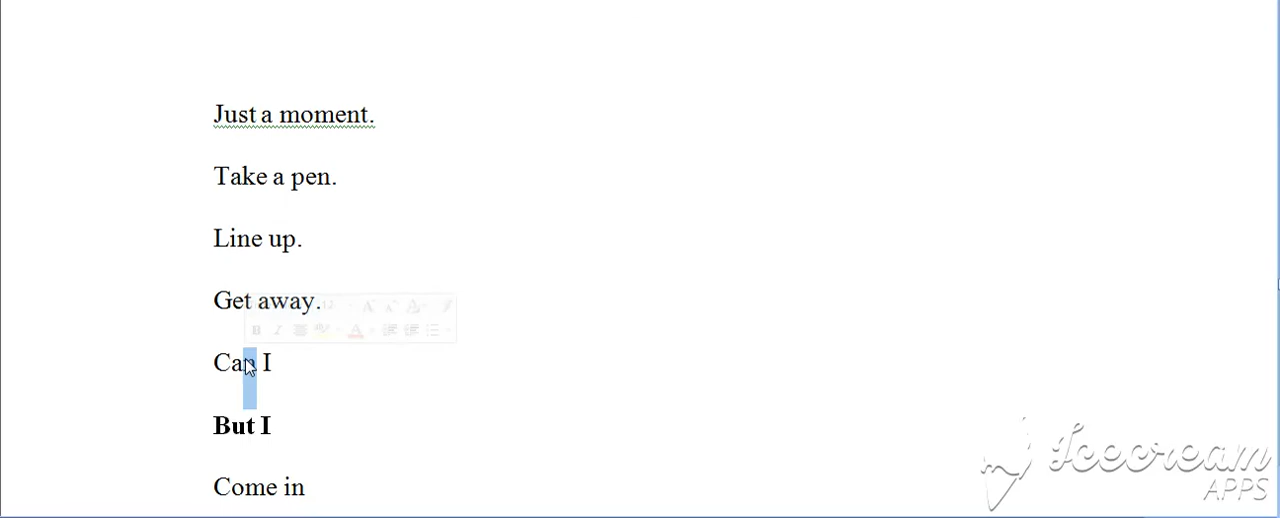 Just a moment.
Take a pen.
Line up.
Get away.
Can I
But I
Come in
Icecream
APPS